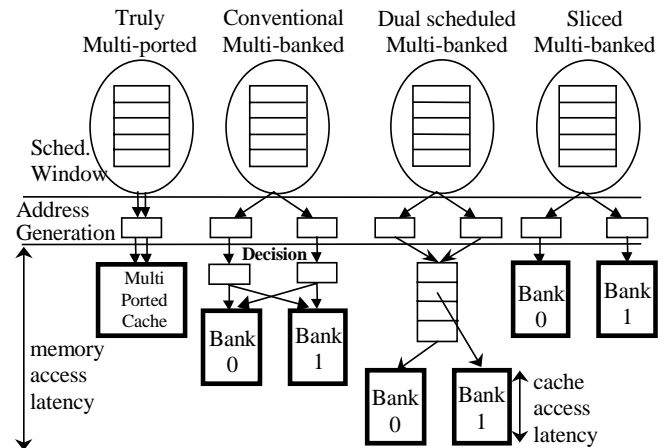 Truly
Multi-ported
Conventional
Multi-banked
Dual scheduled
Multi-banked
Sliced
Multi-banked
Sched.
Window
Address
Generation
Decision
Multi
Ported
Cache
Bank
0
Bank
1
Bank
0
Bank
1
Bank
0
Bank
1
memory
access
latency
cache
access
latency